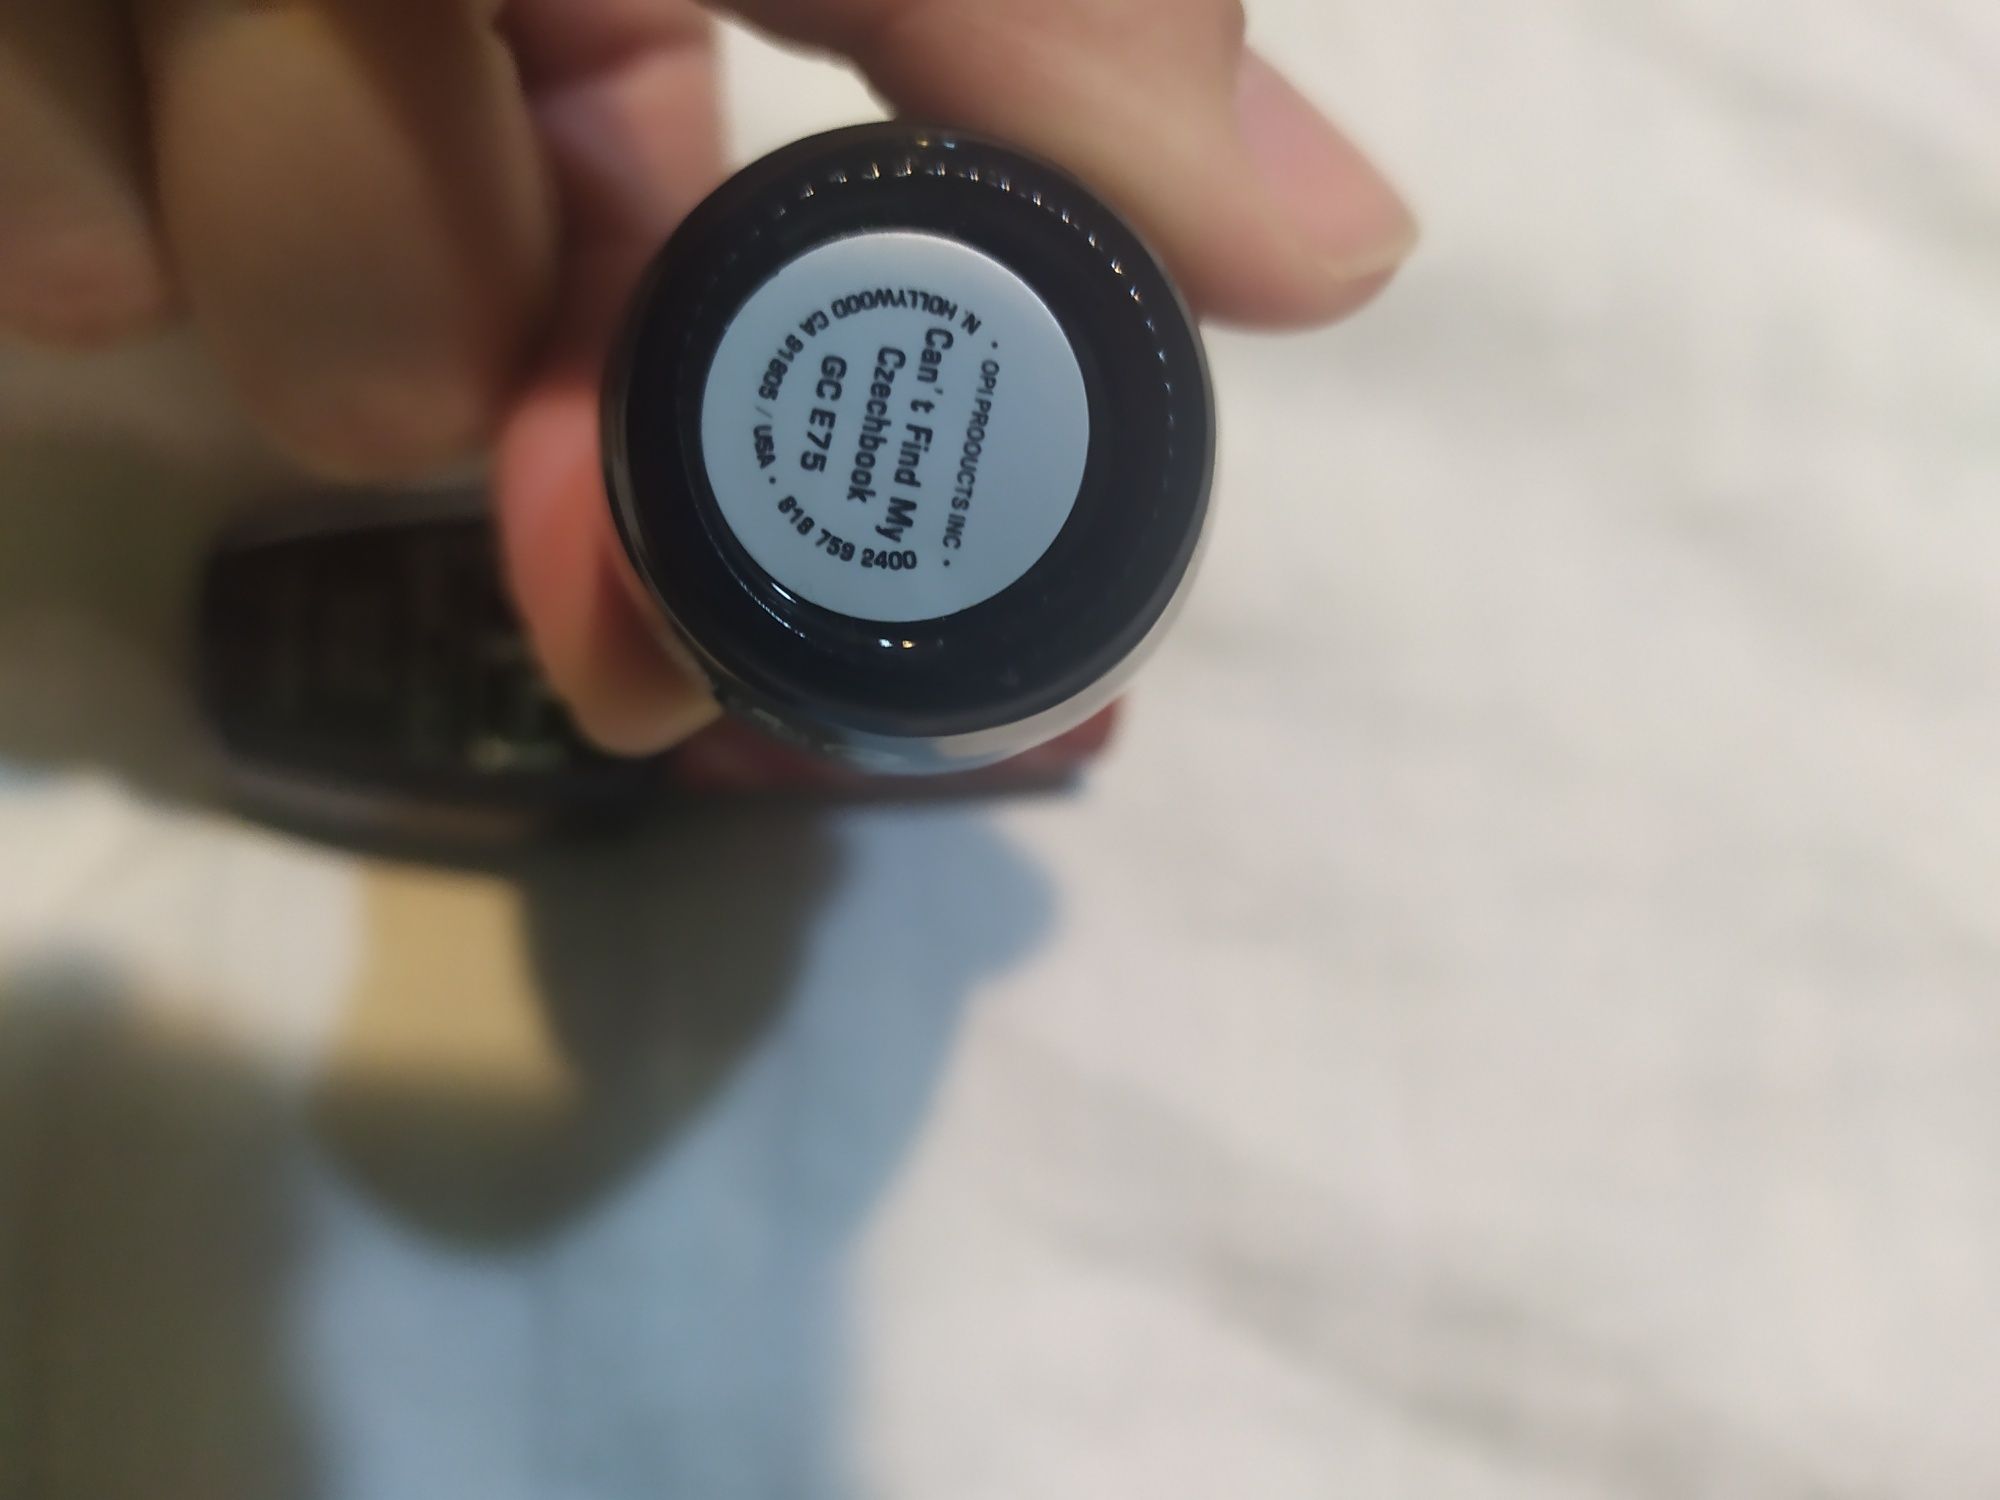 · OPI PRODUCTS INC ·
Can't Find My
Czechbook
GC E75
N. HOLLYWOOD CA 91605 / USA · 818 759 2400